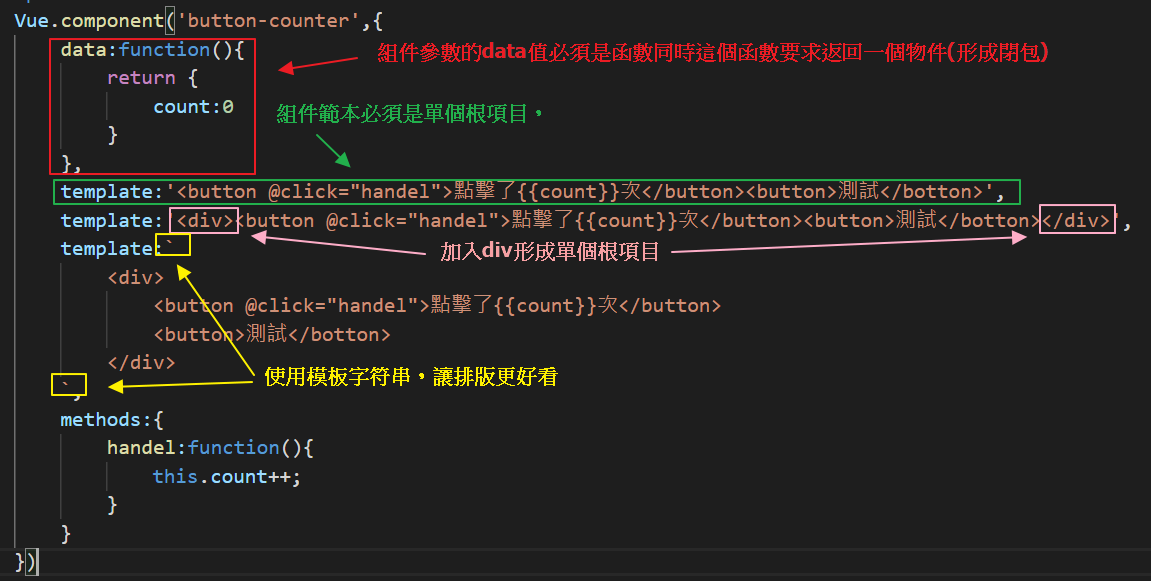 Vue.component('button-counter',{
data:function(){
組件參數的data值必須是函數同時這個函數要求返回一個物件(形成閉包)
return {
count:0
組件範本必須是單個根項目，
}
},
template:'<button @click="handel">點擊了{{count}}次</button><button>測試</botton>',
template:'<div><button @click="handel">點擊了{{count}}次</button><button>測試</botton></div>',
template:`
加入div形成單個根項目
<div>
<button @click="handel">點擊了{{count}}次</button>
<button>測試</botton>
</div>
使用模板字符串，讓排版更好看
`,
methods:{
handel:function(){
this.count++;
}
}
})